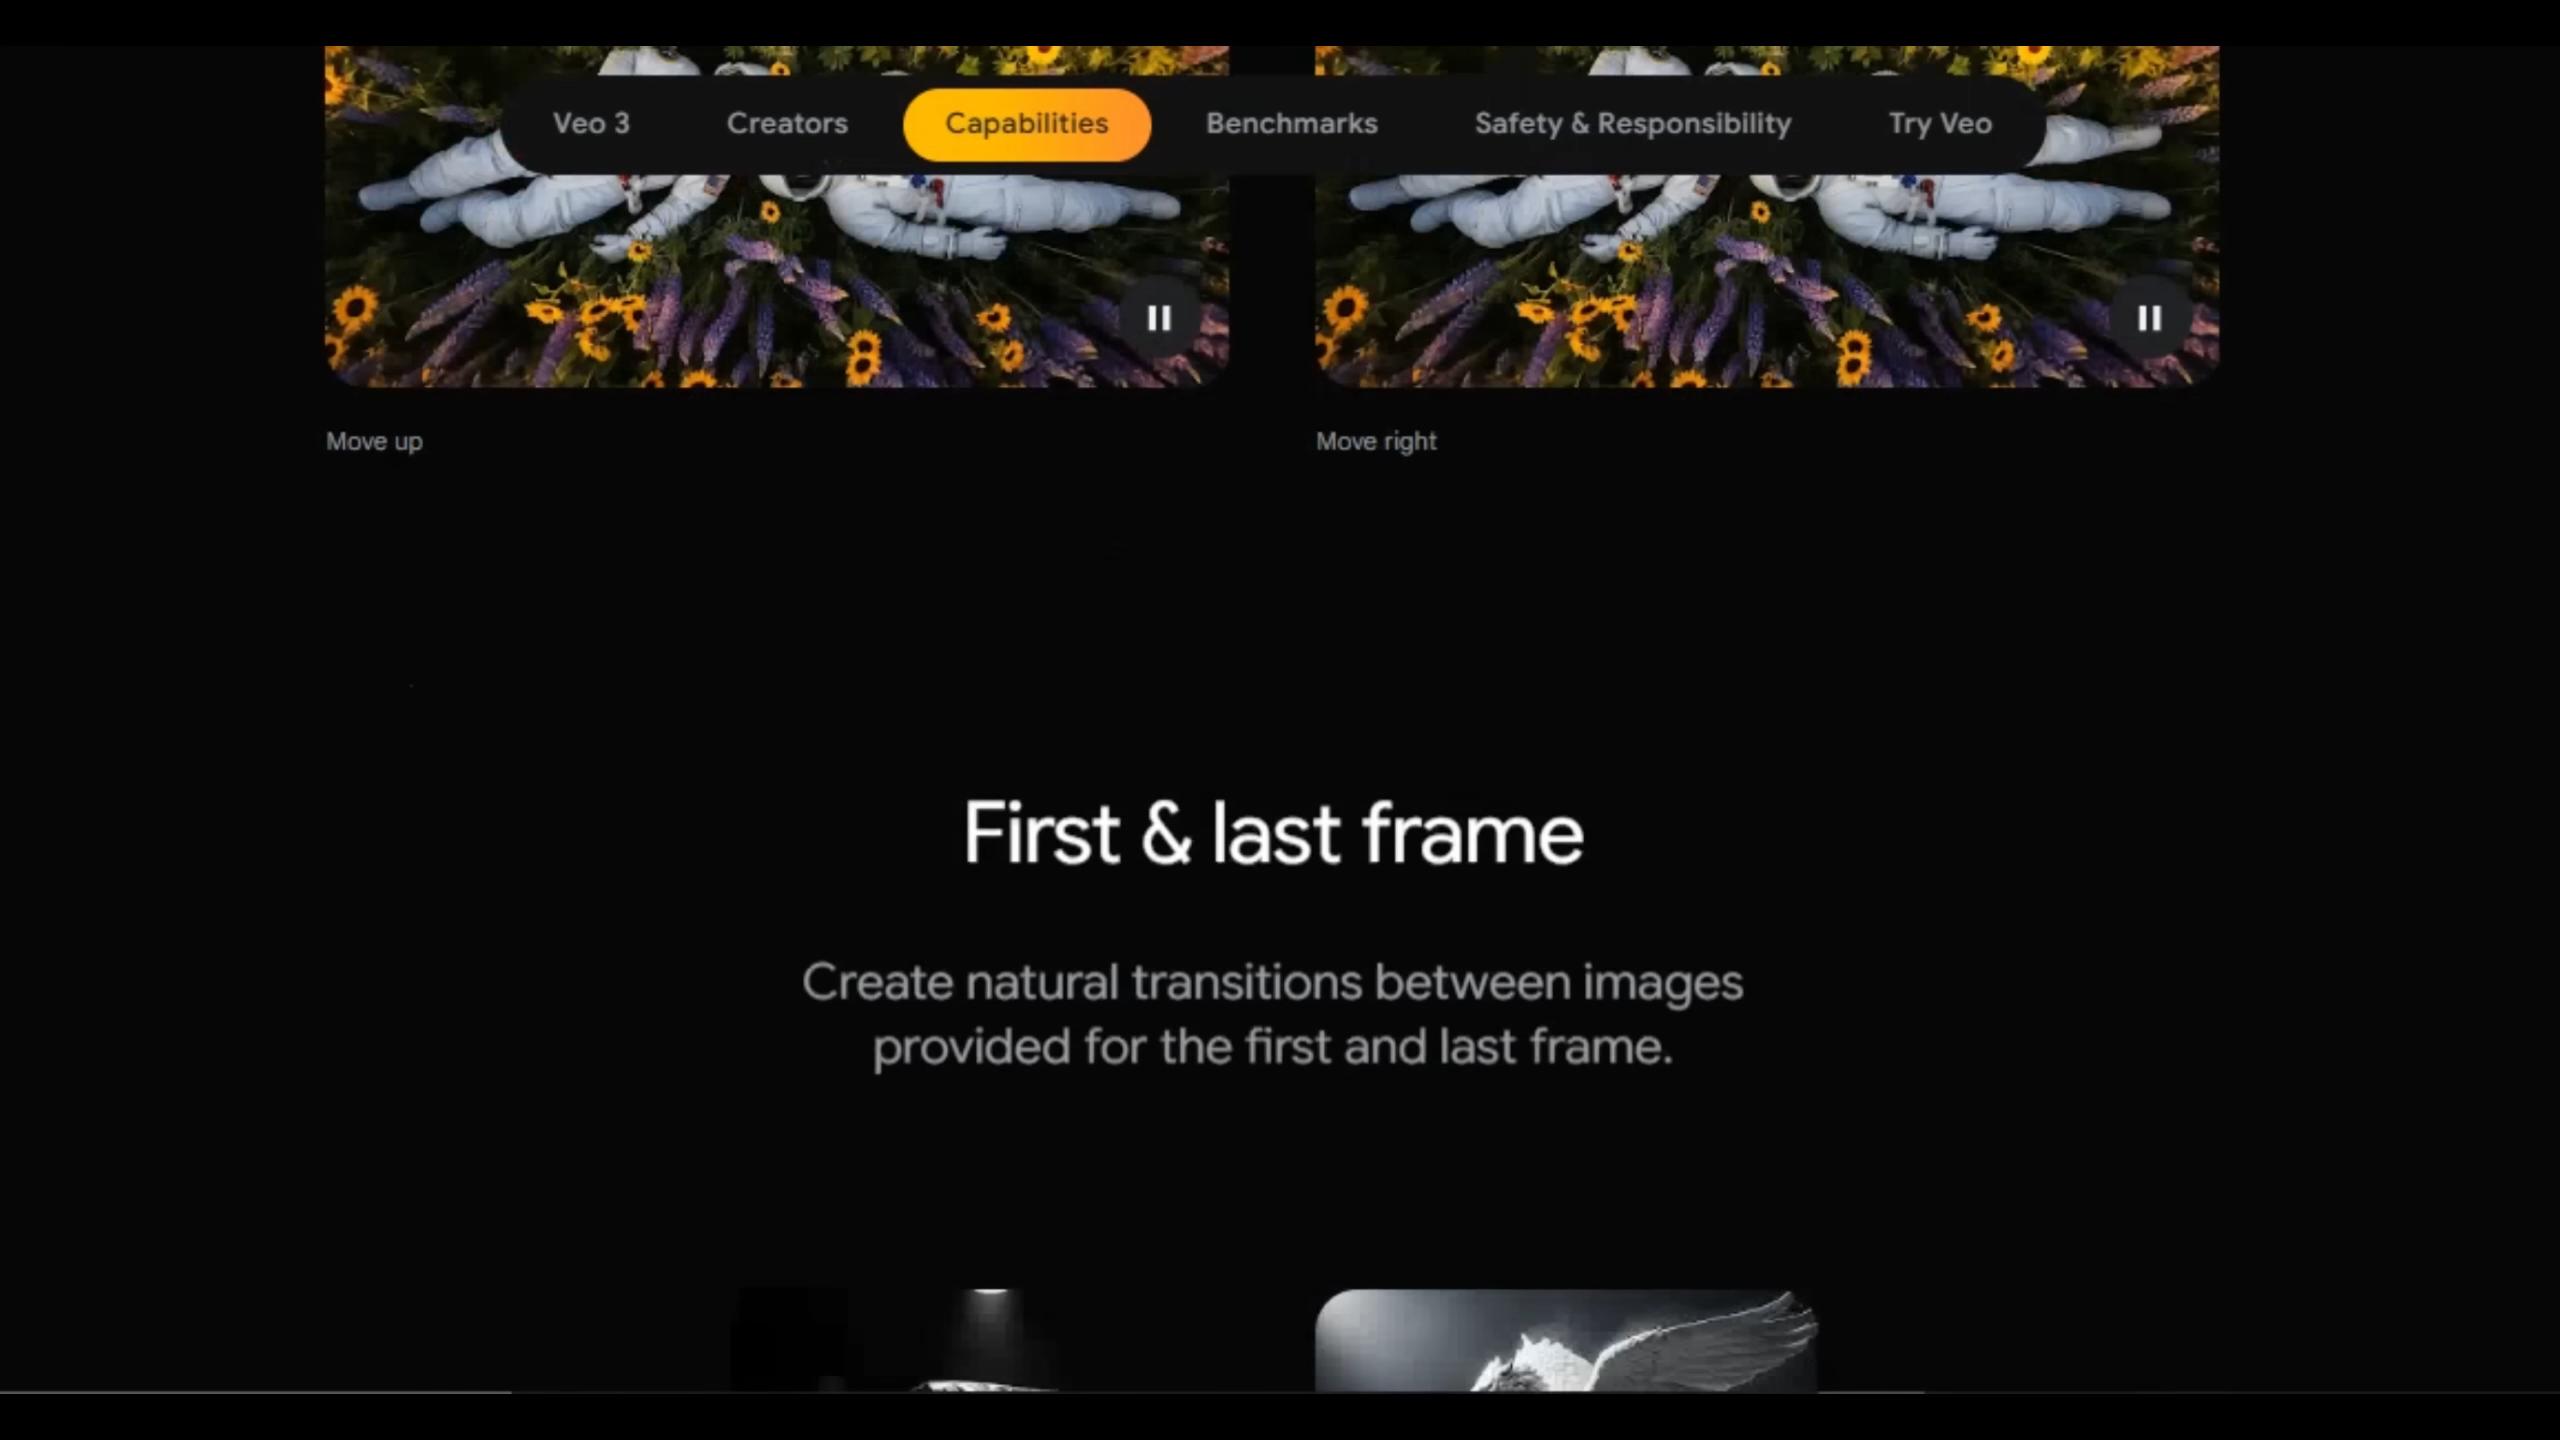 Veo 3 Creators Capabilities Benchmarks Safety & Responsibility Try Veo
Move up
Move right
First & last frame
Create natural transitions between images
provided for the first and last frame.